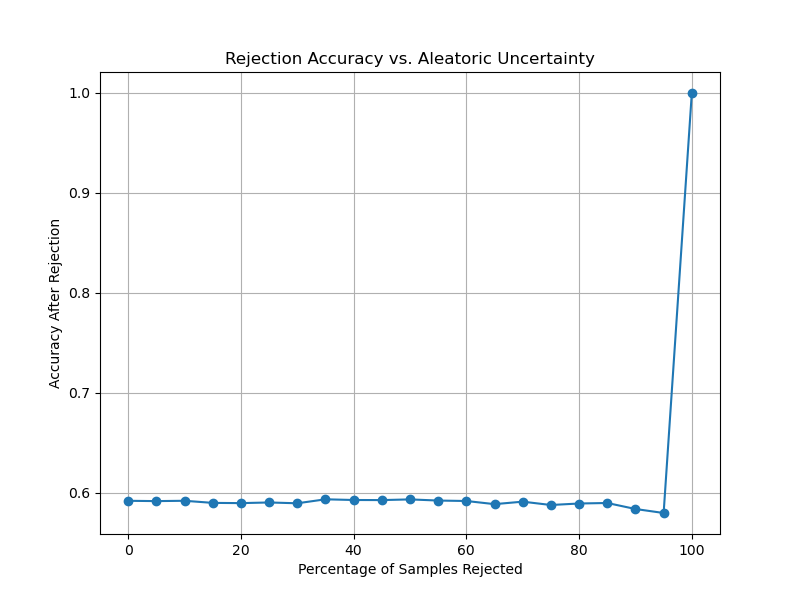 Rejection Accuracy vs. Aleatoric Uncertainty
1.0
0.9
0.8
0.7
0.6
Accuracy After Rejection
0 20 40 60 80 100
Percentage of Samples Rejected